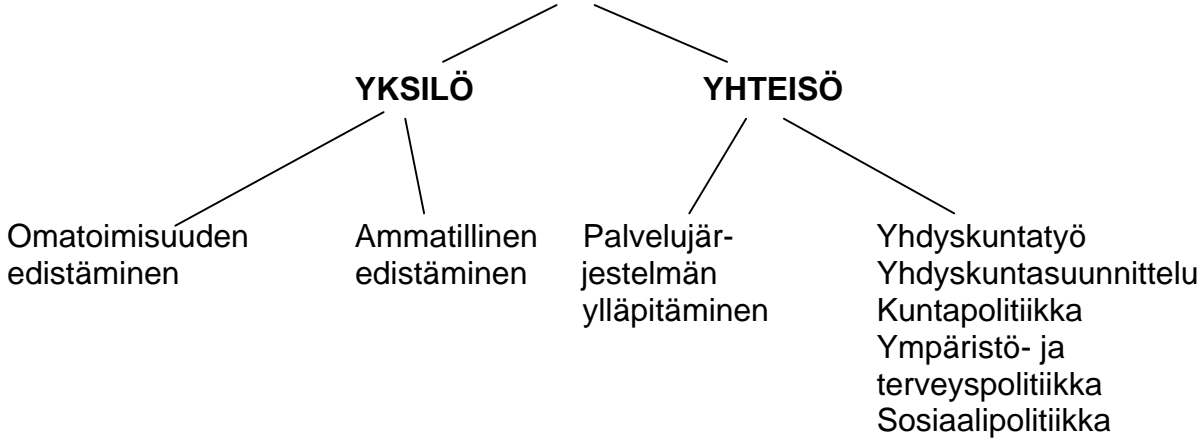 YKSILÖ
YHTEISÖ
Omatoimisuuden
edistäminen
Ammatillinen
edistäminen
Palvelujär-
jestelmän
ylläpitäminen
Yhdyskuntatyö
Yhdyskuntasuunnittelu
Kuntapolitiikka
Ympäristö- ja
terveyspolitiikka
Sosiaalipolitiikka